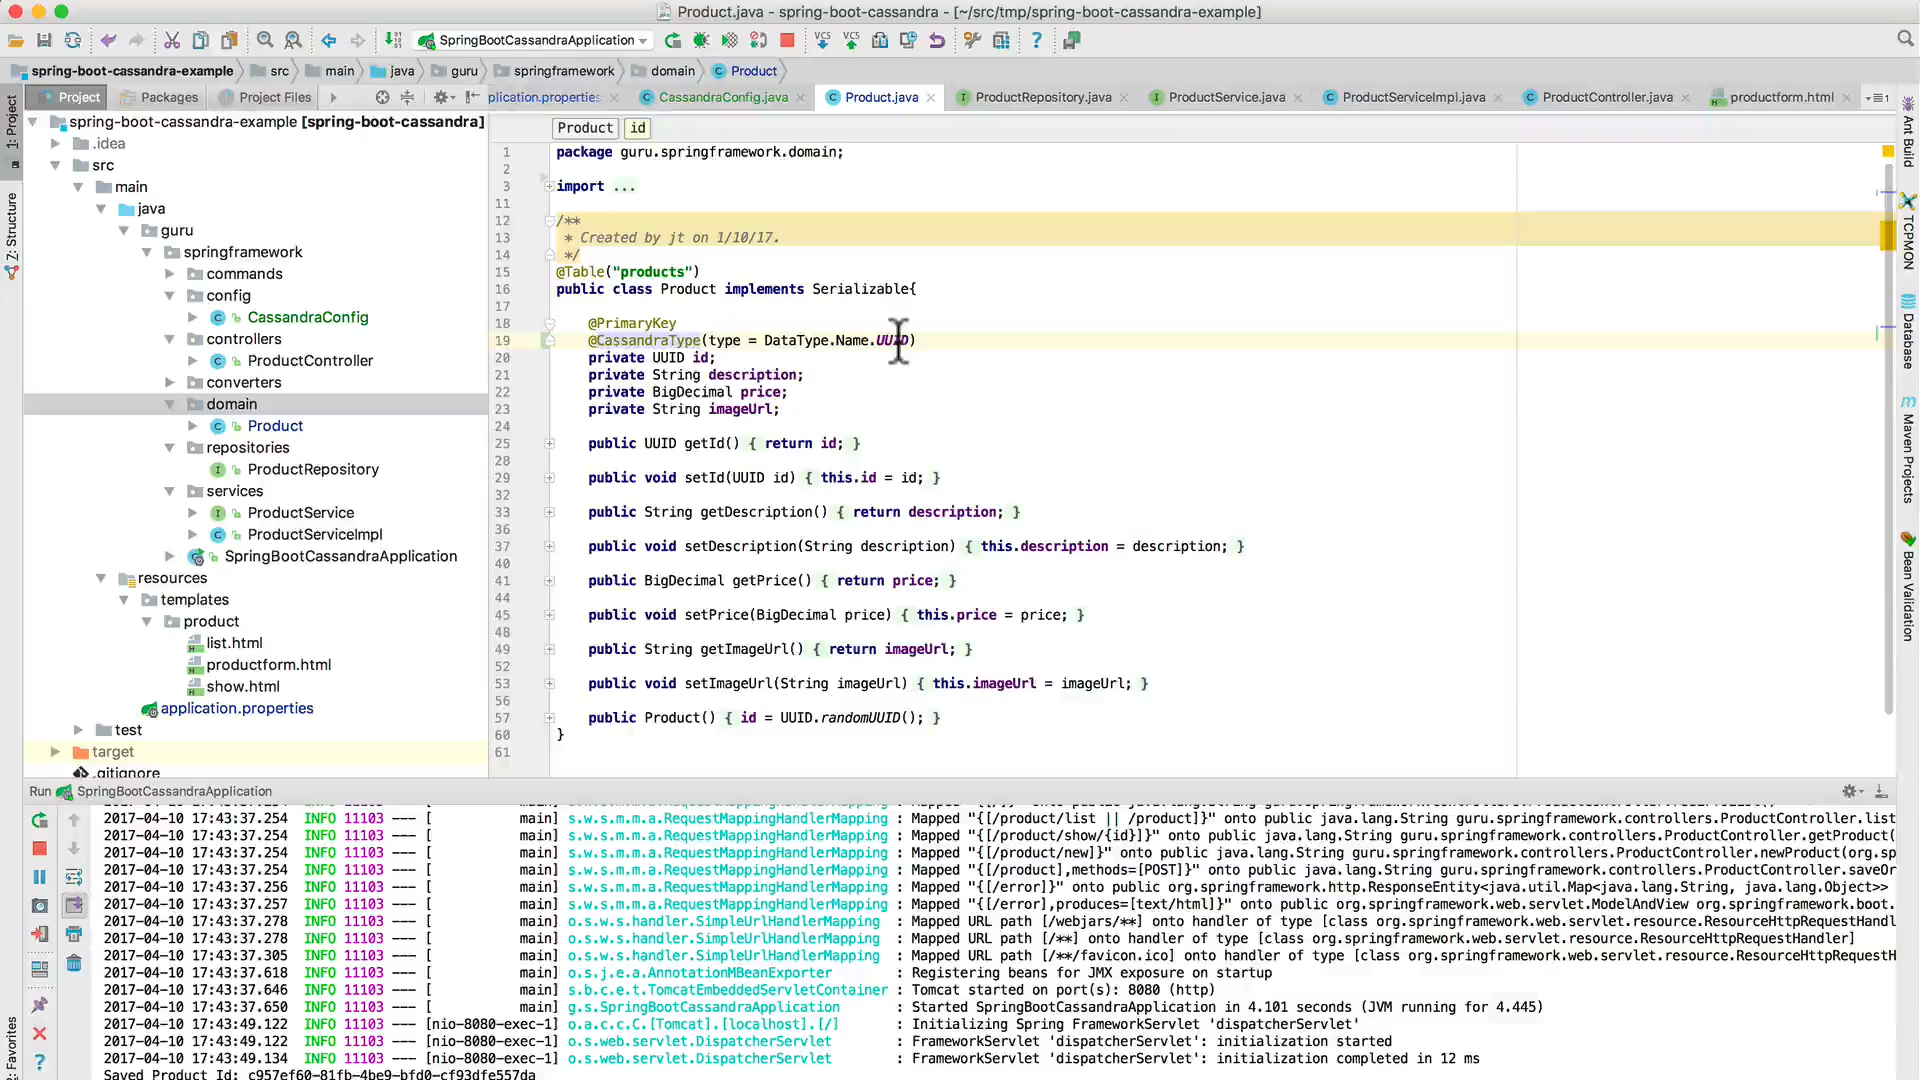 Product.java - spring-boot-cassandra - [~/src/tmp/spring-boot-cassandra-example]
SpringBootCassandraApplication
VCS VCS
spring-boot-cassandra-example src main java guru springframework domain Product
Project Packages Project Files
plication.properties CassandraConfig.java Product.java ProductRepository.java ProductService.java ProductServiceImpl.java ProductController.java productform.html
1: Project
Z: Structure
2: Favorites
spring-boot-cassandra-example [spring-boot-cassandra]
.idea
src
main
java
guru
springframework
commands
config
CassandraConfig
controllers
ProductController
converters
domain
Product
repositories
ProductRepository
services
ProductService
ProductServiceImpl
SpringBootCassandraApplication
resources
templates
product
list.html
productform.html
show.html
application.properties
test
target
.gitignore
Product id
1 package guru.springframework.domain;
2
3 import ...
11
12 /**
13 * Created by jt on 1/10/17.
14 */
15 @Table("products")
16 public class Product implements Serializable{
17
18 @PrimaryKey
19 @CassandraType(type = DataType.Name.UUID)
20 private UUID id;
21 private String description;
22 private BigDecimal price;
23 private String imageUrl;
24
25 public UUID getId() { return id; }
28
29 public void setId(UUID id) { this.id = id; }
32
33 public String getDescription() { return description; }
36
37 public void setDescription(String description) { this.description = description; }
40
41 public BigDecimal getPrice() { return price; }
44
45 public void setPrice(BigDecimal price) { this.price = price; }
48
49 public String getImageUrl() { return imageUrl; }
52
53 public void setImageUrl(String imageUrl) { this.imageUrl = imageUrl; }
56
57 public Product() { id = UUID.randomUUID(); }
60 }
61
Ant Build
TCPMON
Database
Maven Projects
Bean Validation
Run SpringBootCassandraApplication
2017-04-10 17:43:37.254 INFO 11103 --- [ main] s.w.s.m.m.a.RequestMappingHandlerMapping : Mapped "{[/product/list || /product]}" onto public java.lang.String guru.springframework.controllers.ProductController.list
2017-04-10 17:43:37.254 INFO 11103 --- [ main] s.w.s.m.m.a.RequestMappingHandlerMapping : Mapped "{[/product/show/{id}]}" onto public java.lang.String guru.springframework.controllers.ProductController.getProduct(
2017-04-10 17:43:37.254 INFO 11103 --- [ main] s.w.s.m.m.a.RequestMappingHandlerMapping : Mapped "{[/product/new]}" onto public java.lang.String guru.springframework.controllers.ProductController.newProduct(org.sp
2017-04-10 17:43:37.254 INFO 11103 --- [ main] s.w.s.m.m.a.RequestMappingHandlerMapping : Mapped "{[/product],methods=[POST]}" onto public java.lang.String guru.springframework.controllers.ProductController.saveOr
2017-04-10 17:43:37.256 INFO 11103 --- [ main] s.w.s.m.m.a.RequestMappingHandlerMapping : Mapped "{[/error]}" onto public org.springframework.http.ResponseEntity<java.util.Map<java.lang.String, java.lang.Object>>
2017-04-10 17:43:37.257 INFO 11103 --- [ main] s.w.s.m.m.a.RequestMappingHandlerMapping : Mapped "{[/error],produces=[text/html]}" onto public org.springframework.web.servlet.ModelAndView org.springframework.boot.
2017-04-10 17:43:37.278 INFO 11103 --- [ main] o.s.w.s.handler.SimpleUrlHandlerMapping : Mapped URL path [/webjars/**] onto handler of type [class org.springframework.web.servlet.resource.ResourceHttpRequestHandl
2017-04-10 17:43:37.278 INFO 11103 --- [ main] o.s.w.s.handler.SimpleUrlHandlerMapping : Mapped URL path [/**] onto handler of type [class org.springframework.web.servlet.resource.ResourceHttpRequestHandler]
2017-04-10 17:43:37.305 INFO 11103 --- [ main] o.s.w.s.handler.SimpleUrlHandlerMapping : Mapped URL path [/**/favicon.ico] onto handler of type [class org.springframework.web.servlet.resource.ResourceHttpRequestH
2017-04-10 17:43:37.618 INFO 11103 --- [ main] o.s.j.e.a.AnnotationMBeanExporter : Registering beans for JMX exposure on startup
2017-04-10 17:43:37.646 INFO 11103 --- [ main] s.b.c.e.t.TomcatEmbeddedServletContainer : Tomcat started on port(s): 8080 (http)
2017-04-10 17:43:37.650 INFO 11103 --- [ main] g.s.SpringBootCassandraApplication : Started SpringBootCassandraApplication in 4.101 seconds (JVM running for 4.445)
2017-04-10 17:43:49.122 INFO 11103 --- [nio-8080-exec-1] o.a.c.c.C.[Tomcat].[localhost].[/] : Initializing Spring FrameworkServlet 'dispatcherServlet'
2017-04-10 17:43:49.122 INFO 11103 --- [nio-8080-exec-1] o.s.web.servlet.DispatcherServlet : FrameworkServlet 'dispatcherServlet': initialization started
2017-04-10 17:43:49.134 INFO 11103 --- [nio-8080-exec-1] o.s.web.servlet.DispatcherServlet : FrameworkServlet 'dispatcherServlet': initialization completed in 12 ms
Saved Product Id: c957ef60-81fb-4be9-bfd0-cf93dfe557da